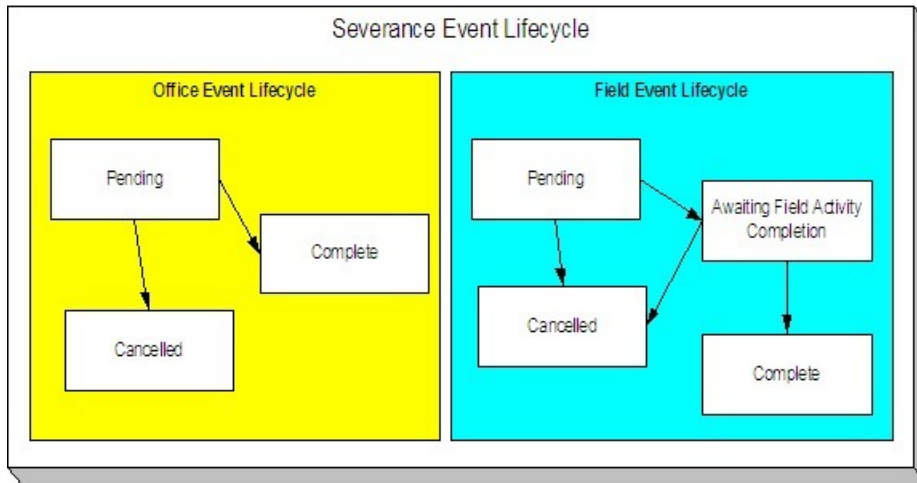 Severance Event Lifecycle
Office Event Lifecycle
Pending
Complete
Cancelled
Field Event Lifecycle
Pending
Awaiting Field Activity
Completion
Cancelled
Complete